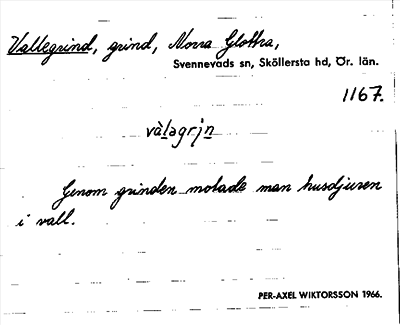 Vallegrind, grind, Norra Glottra,
Svennevads sn, Sköllersta hd, Ör. län.
1167.
vàlagrin
Genom grinden motade man husdjuren
i vall.
PER-AXEL WIKTORSSON 1966.